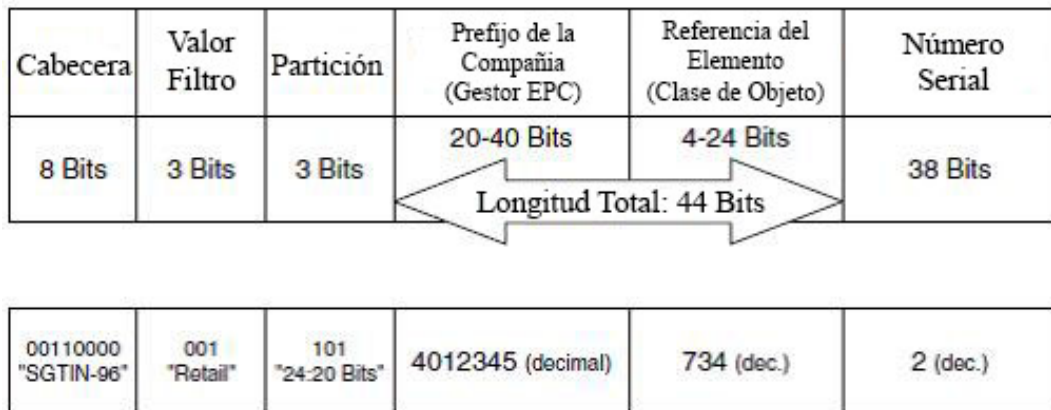 Cabecera
Valor
Filtro
Partición
Prefijo de la
Compañia
(Gestor EPC)
Referencia del
Elemento
(Clase de Objeto)
Número
Serial
8 Bits
3 Bits
3 Bits
20-40 Bits
4-24 Bits
38 Bits
Longitud Total: 44 Bits
00110000
"SGTIN-96"
001
"Retail"
101
"24:20 Bits"
4012345 (decimal)
734 (dec.)
2 (dec.)